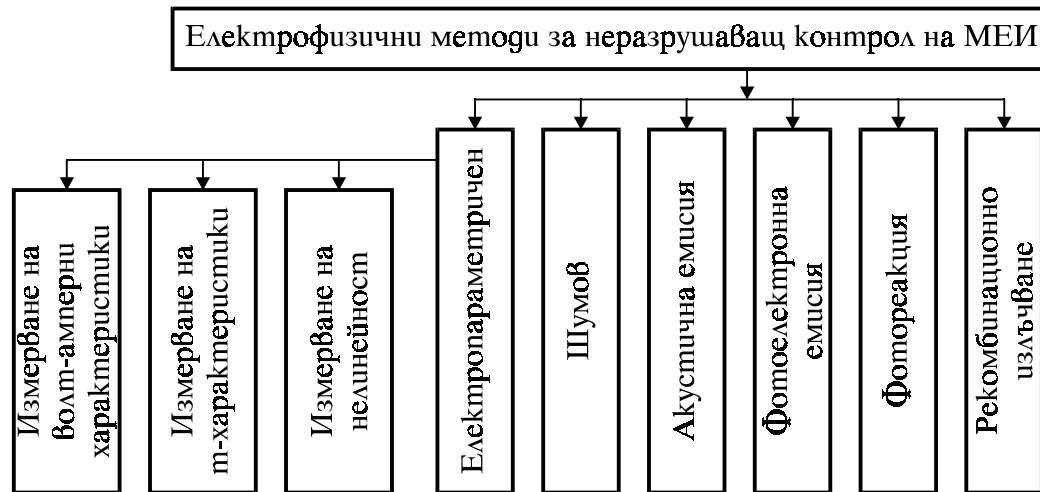 Електрофизични методи за неразрушаващ контрол на МЕИ
Измерване на
волт-амперни
характеристики
Измерване на
m-характеристики
Измерване на
нелинейност
Електропараметричен
Шумов
Акустична емисия
Фотоелектронна
емисия
Фотореакция
Рекомбинационно
излъчване